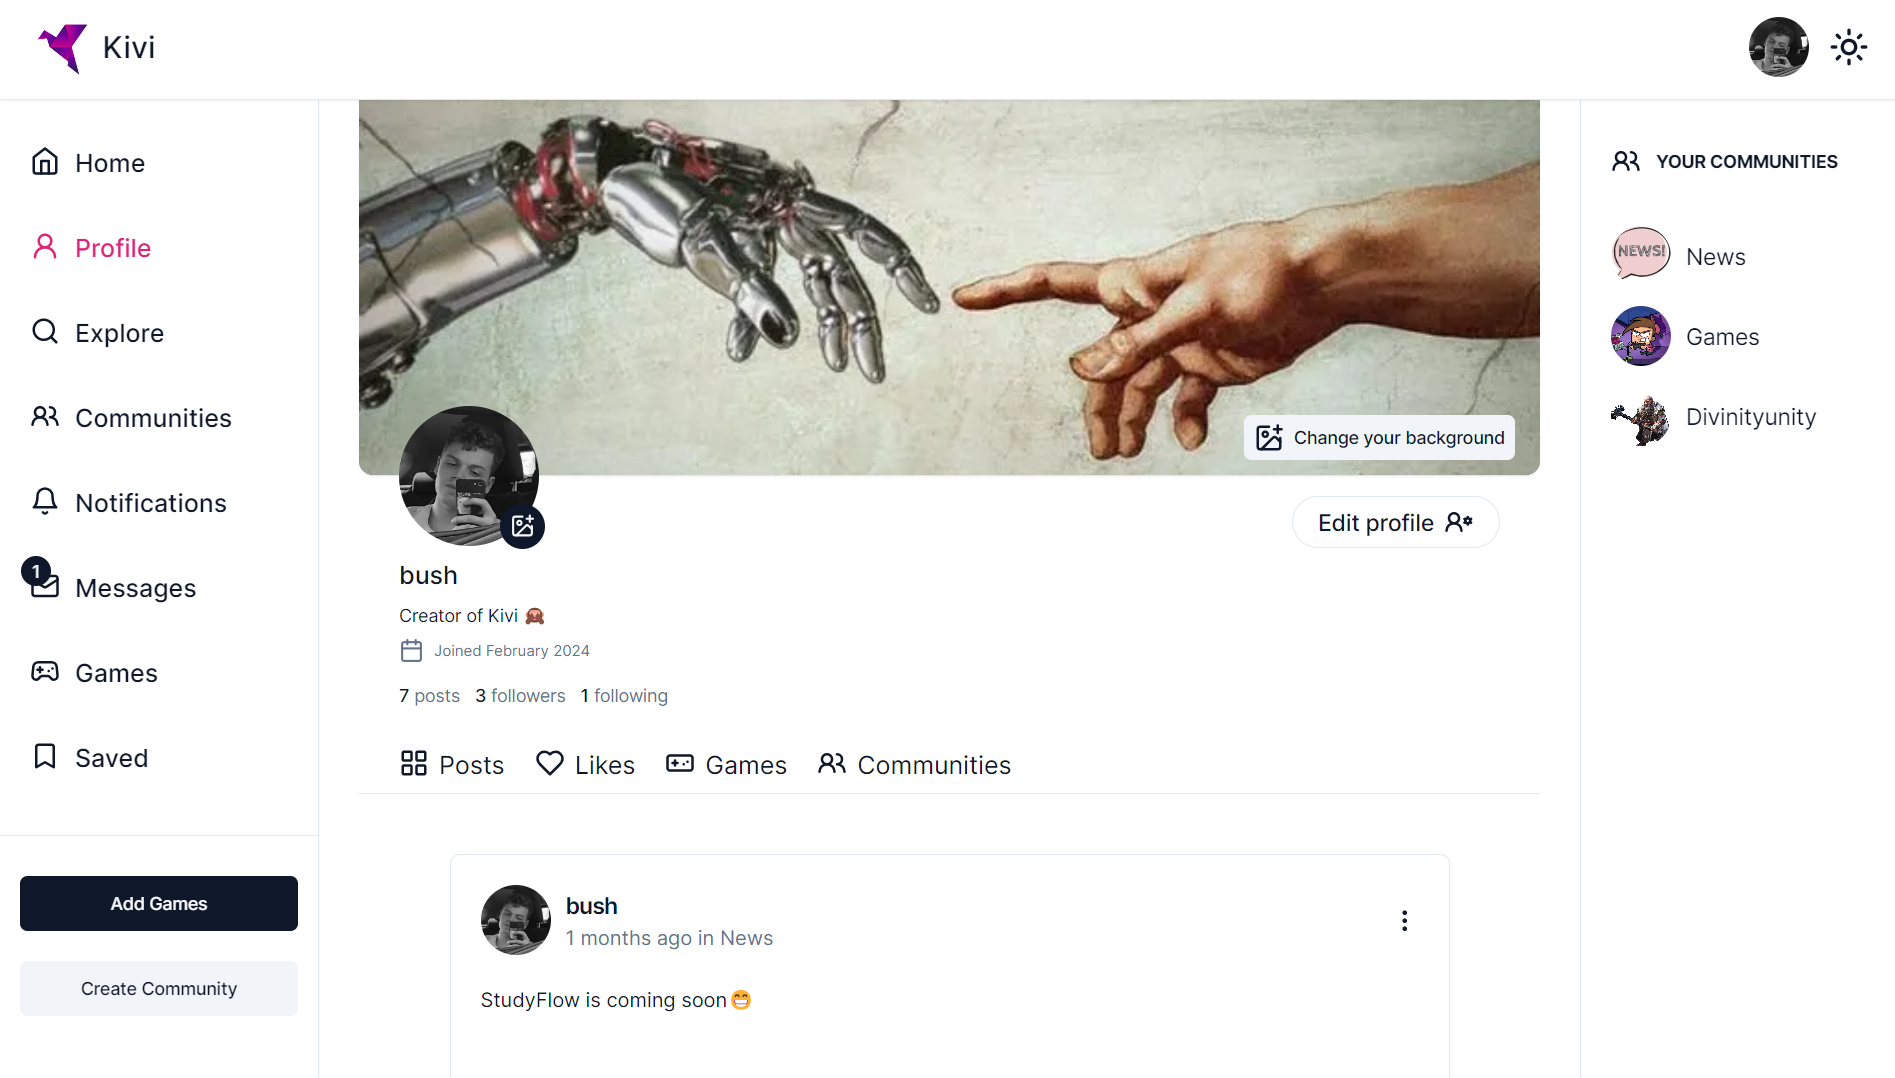 Kivi
Home
Profile
Explore
Communities
Notifications
1
Messages
Games
Saved
Add Games
Create Community
Change your background
Edit profile
bush
Creator of Kivi 🙊
Joined February 2024
7 posts 3 followers 1 following
Posts Likes Games Communities
bush
1 months ago in News
StudyFlow is coming soon😁
YOUR COMMUNITIES
NEWS!
News
Games
Divinityunity